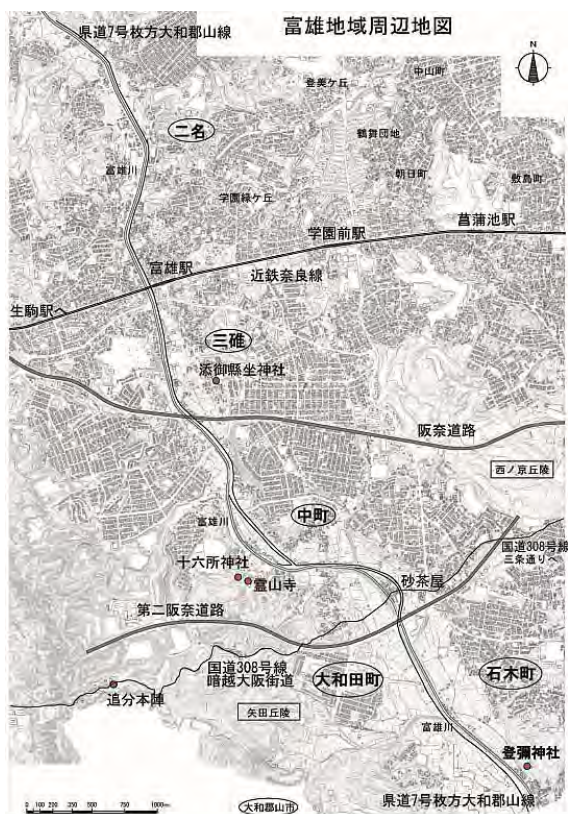 富雄地域周辺地図
県道7号枚方大和郡山線
N
中山町
登美ケ丘
二名
鶴舞団地
富雄川
朝日町
敷島町
学園緑ケ丘
菖蒲池駅
学園前駅
富雄駅
近鉄奈良線
生駒駅へ
三碓
添御縣坐神社
阪奈道路
西ノ京丘陵
中町
富雄川
国道308号線
三条通りへ
十六所神社
霊山寺
砂茶屋
第二阪奈道路
国道308号線
暗越大阪街道
大和田町
石木町
追分本陣
矢田丘陵
富雄川
登彌神社
県道7号枚方大和郡山線
0 100 200 250 500 750 1000m
大和郡山市